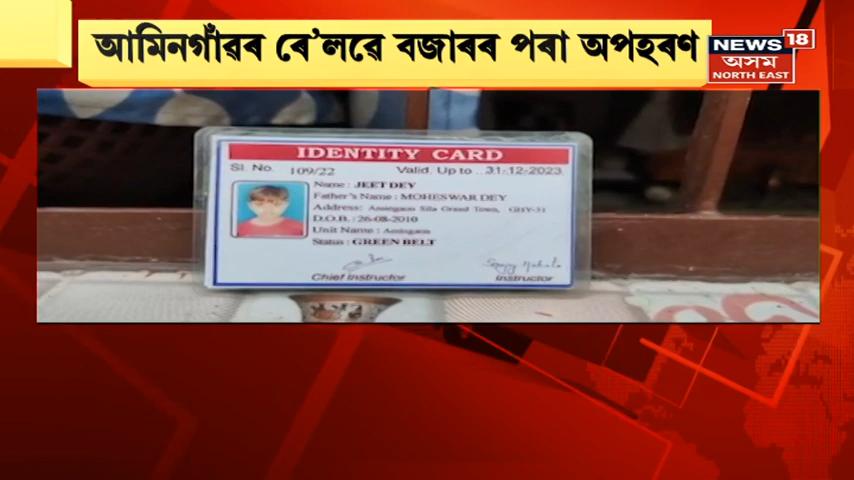 আমিনগাঁৱৰ ৰে'লৱে বজাৰৰ পৰা অপহৰণ
NEWS 18
অসম
NORTH EAST
IDENTITY CARD
Sl. No. 109/22 Valid. Up to ..31-12-2023
Name : JEET DEY
Father's Name : MOHESWAR DEY
Address: Amingaon Sila Grand Town, GHY-31
D.O.B. : 26-08-2010
Unit Name : Amingaon
Status : GREEN BELT
Chief Instructor Instructor